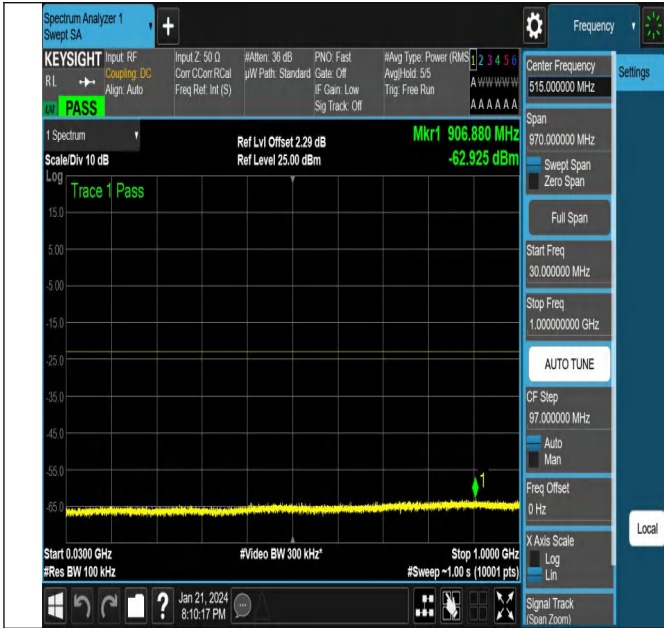 Spectrum Analyzer 1
Swept SA
Frequency
KEYSIGHT
RL
PASS
Input: RF
Coupling: DC
Align: Auto
Input Z: 50 Ω
Corr CCorr RCal
Freq Ref: Int (S)
#Atten: 36 dB
µW Path: Standard
PNO: Fast
Gate: Off
IF Gain: Low
Sig Track: Off
#Avg Type: Power (RMS
Avg|Hold: 5/5
Trig: Free Run
1 2 3 4 5 6
A W W W W W
A A A A A A
1 Spectrum
Scale/Div 10 dB
Log
Ref Lvl Offset 2.29 dB
Ref Level 25.00 dBm
Mkr1 906.880 MHz
-62.925 dBm
Trace 1 Pass
15.0
5.00
-5.00
-15.0
-25.0
-35.0
-45.0
-55.0
-65.0
1
Start 0.0300 GHz
#Res BW 100 kHz
#Video BW 300 kHz*
Stop 1.0000 GHz
#Sweep ~1.00 s (10001 pts)
Jan 21, 2024
8:10:17 PM
Center Frequency
515.000000 MHz
Settings
Span
970.000000 MHz
Swept Span
Zero Span
Full Span
Start Freq
30.000000 MHz
Stop Freq
1.000000000 GHz
AUTO TUNE
CF Step
97.000000 MHz
Auto
Man
Freq Offset
0 Hz
Local
X Axis Scale
Log
Lin
Signal Track
(Span Zoom)